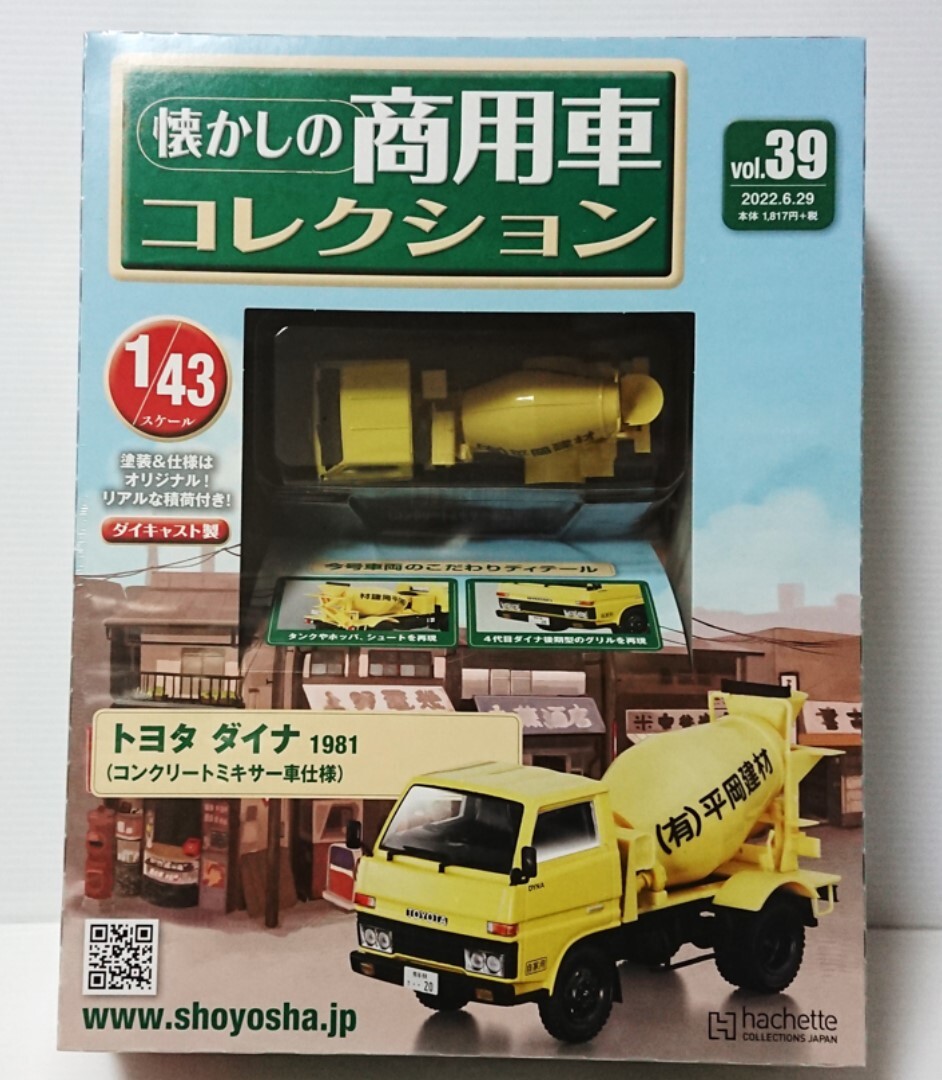 懐かしの商用車
コレクション
vol.39
2022.6.29
本体 1,817円+税
1/43
スケール
塗装&仕様は
オリジナル!
リアルな積荷付き!
ダイキャスト製
平岡建材
今号車両のこだわりディテール
タンクやホッパ、シュートを再現
4代目ダイナ後期型のグリルを再現
トヨタ ダイナ 1981
(コンクリートミキサー車仕様)
(有)平岡建材
DYNA
TOYOTA
20
www.shoyosha.jp
hachette
COLLECTIONS JAPAN